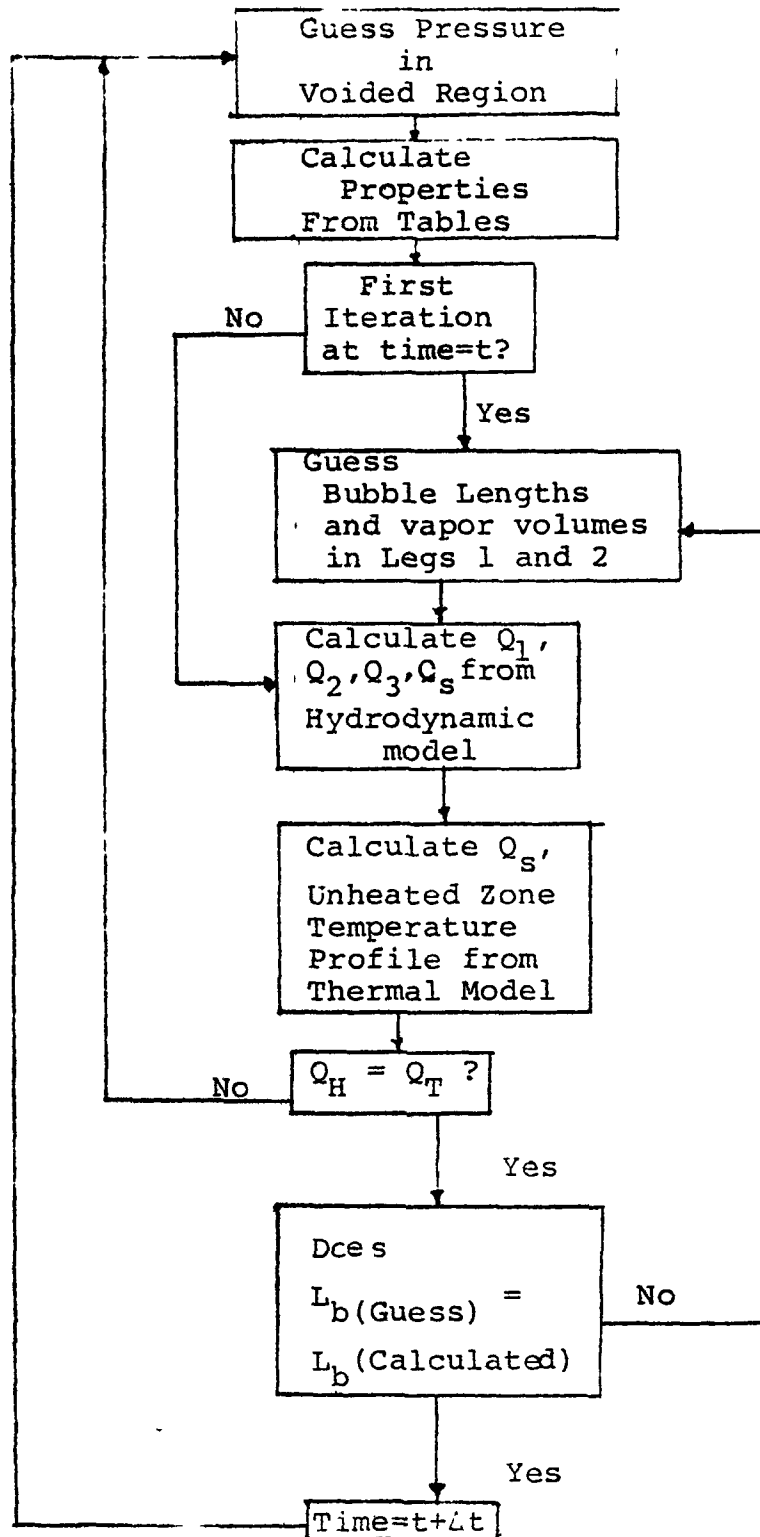 Guess Pressure
in
Voided Region
Calculate
Properties
From Tables
First
Iteration
at time=t?
No
Yes
Guess
Bubble Lengths
and vapor volumes
in Legs 1 and 2
Calculate Q1,
Q2,Q3,Qs from
Hydrodynamic
model
Calculate Qs,
Unheated Zone
Temperature
Profile from
Thermal Model
QH = QT ?
No
Yes
Does
Lb(Guess) =
Lb(Calculated)
No
Yes
Time=t+Δt